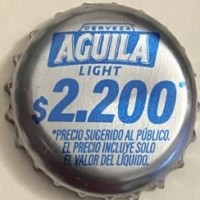 CERVEZA
AGUILA
LIGHT
$2.200*
*PRECIO SUGERIDO AL PÚBLICO.
EL PRECIO INCLUYE SOLO
EL VALOR DEL LÍQUIDO.